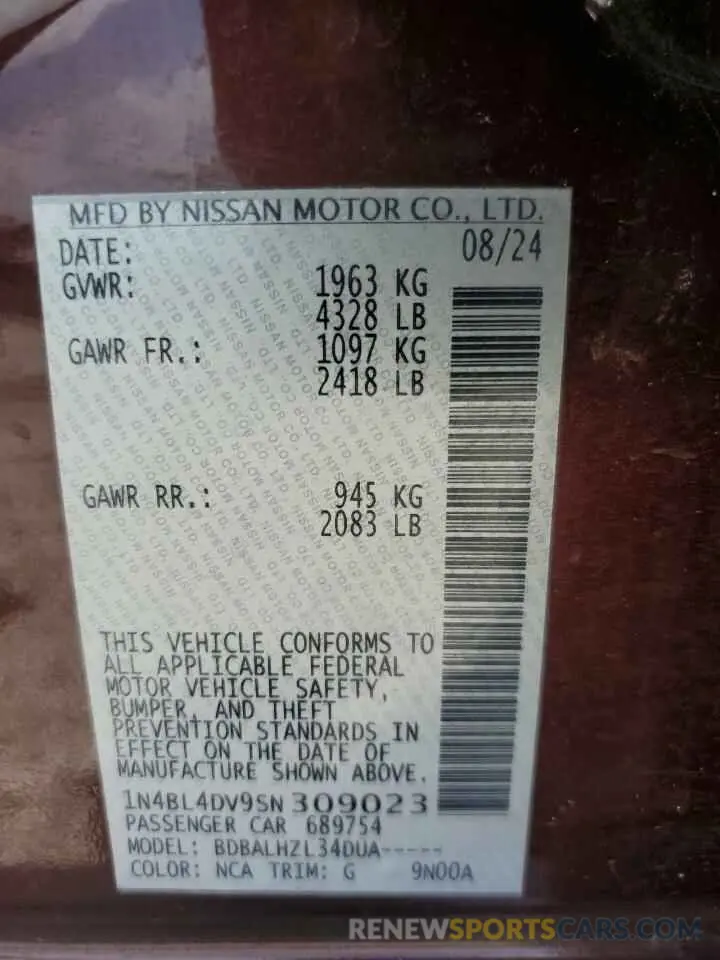 MFD BY NISSAN MOTOR CO., LTD.
DATE: 08/24
GVWR: 1963 KG
4328 LB
GAWR FR.: 1097 KG
2418 LB
GAWR RR.: 945 KG
2083 LB
THIS VEHICLE CONFORMS TO
ALL APPLICABLE FEDERAL
MOTOR VEHICLE SAFETY,
BUMPER, AND THEFT
PREVENTION STANDARDS IN
EFFECT ON THE DATE OF
MANUFACTURE SHOWN ABOVE.
1N4BL4DV9SN309023
PASSENGER CAR 689754
MODEL: BDBALHZL34DUA-----
COLOR: NCA TRIM: G 9N00A
RENEWSPORTSCARS.COM